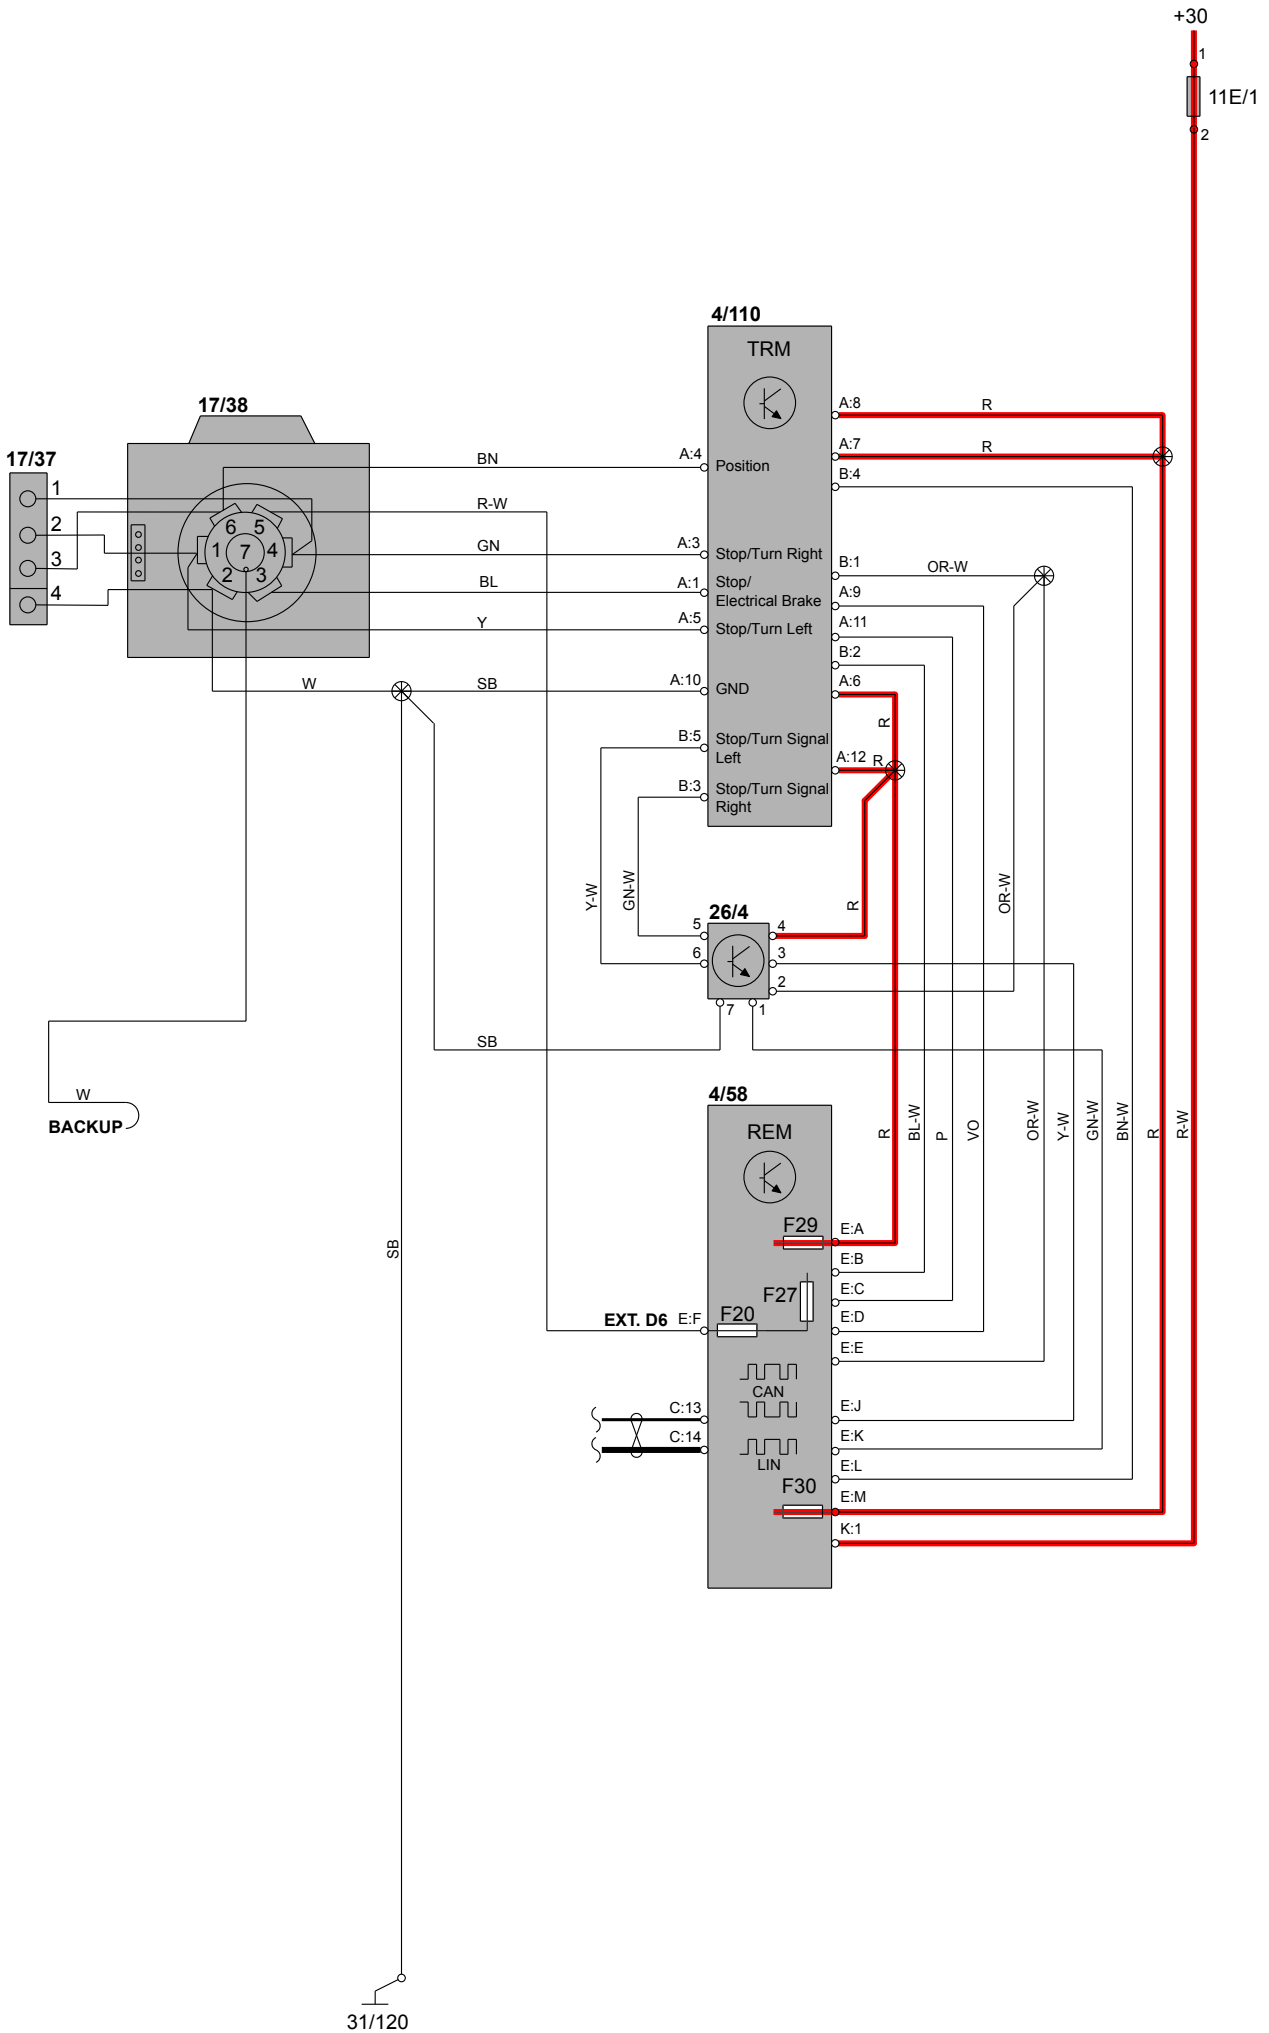 +30
1
11E/1
2
4/110
TRM
A:8
R
17/38
A:7
R
17/37
BN
A:4
Position
B:4
1
R-W
2
6
5
GN
A:3
Stop/Turn Right
1
7
4
3
B:1
OR-W
2
3
BL
A:1
Stop/
Electrical Brake
A:9
4
Y
A:5
Stop/Turn Left
A:11
B:2
W
SB
A:10
GND
A:6
R
B:5
Stop/Turn Signal
Left
A:12
R
B:3
Stop/Turn Signal
Right
Y-W
GN-W
OR-W
R
26/4
5
4
6
3
2
7
1
SB
W
BACKUP
4/58
REM
R
BL-W
P
VO
OR-W
Y-W
GN-W
BN-W
R
R-W
F29
E:A
SB
E:B
F27
E:C
EXT. D6
E:F
F20
E:D
E:E
CAN
C:13
E:J
C:14
E:K
LIN
E:L
F30
E:M
K:1
31/120